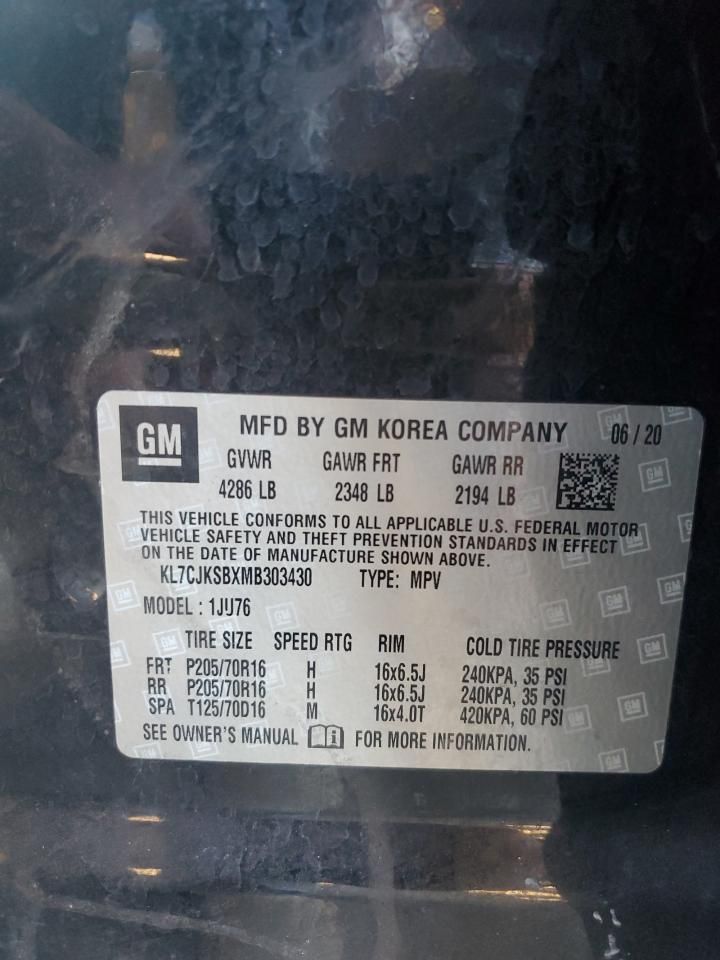 GM MFD BY GM KOREA COMPANY 06 / 20
GVWR GAWR FRT GAWR RR
4286 LB 2348 LB 2194 LB
THIS VEHICLE CONFORMS TO ALL APPLICABLE U.S. FEDERAL MOTOR
VEHICLE SAFETY AND THEFT PREVENTION STANDARDS IN EFFECT
ON THE DATE OF MANUFACTURE SHOWN ABOVE.
KL7CJKSBXMB303430 TYPE: MPV
MODEL : 1JU76
TIRE SIZE SPEED RTG RIM COLD TIRE PRESSURE
FRT P205/70R16 H 16x6.5J 240KPA, 35 PSI
RR P205/70R16 H 16x6.5J 240KPA, 35 PSI
SPA T125/70D16 M 16x4.0T 420KPA, 60 PSI
SEE OWNER'S MANUAL FOR MORE INFORMATION.